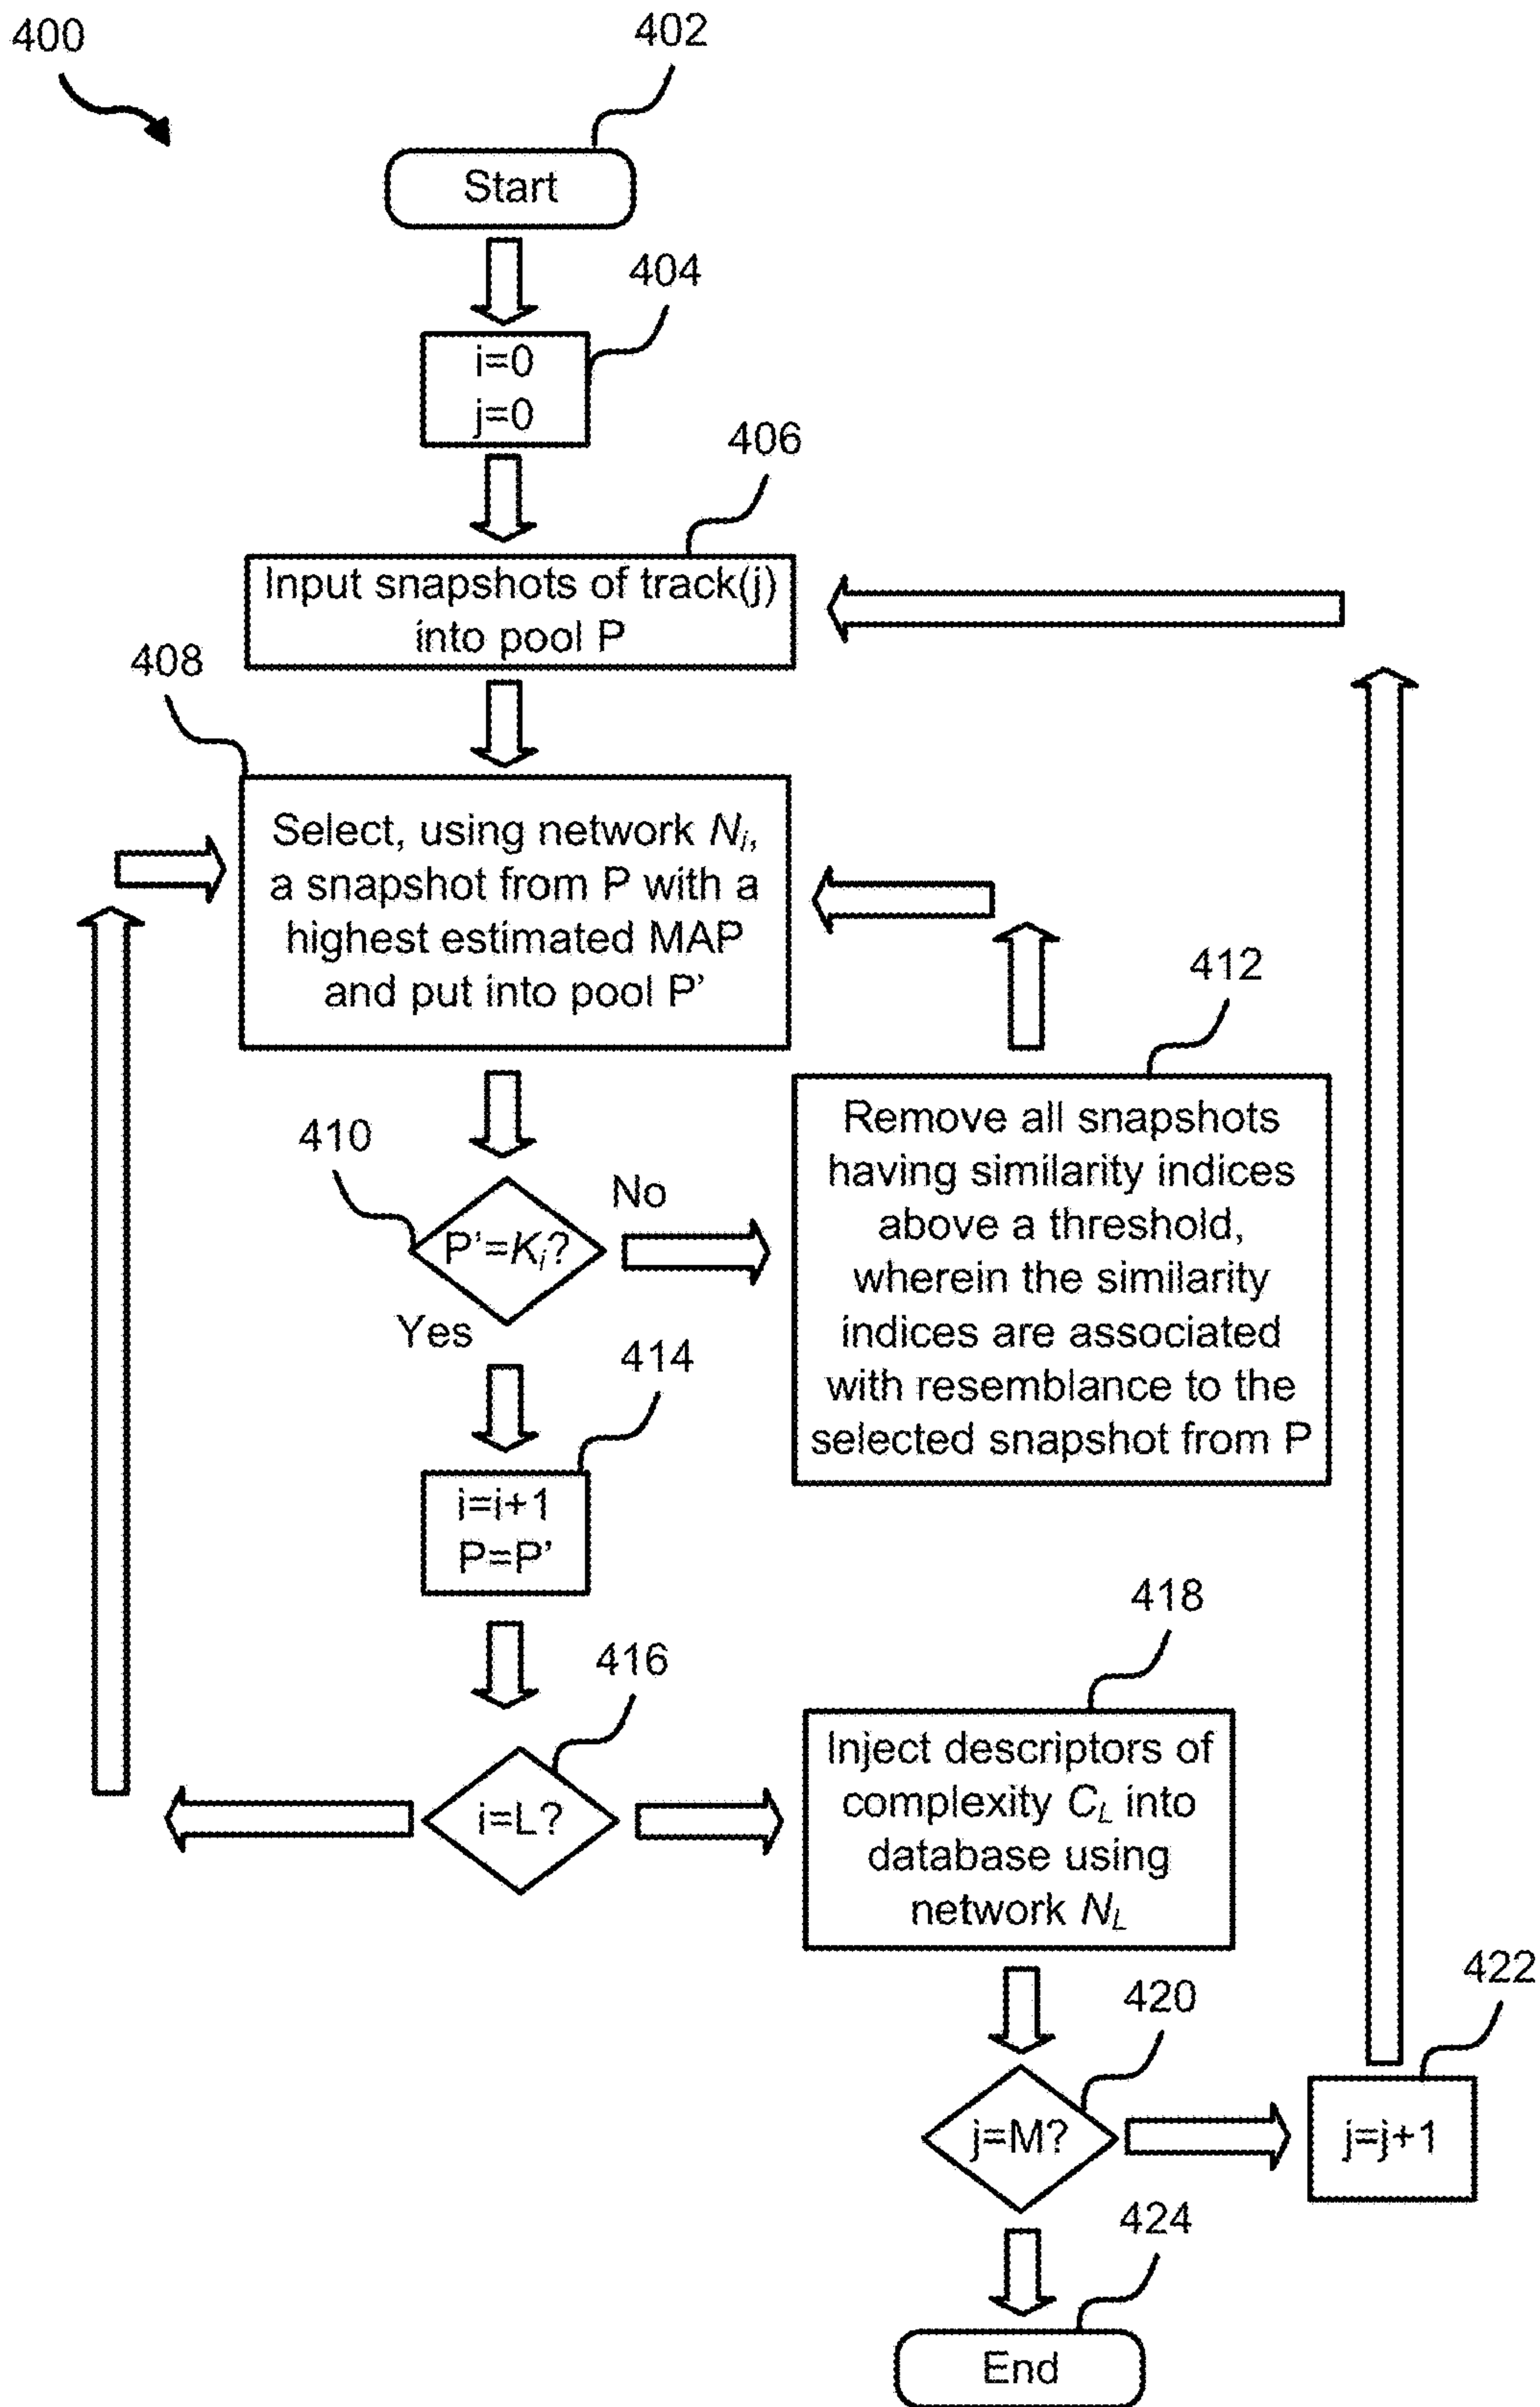 400
402
Start
404
i=0
j=0
406
Input snapshots of track(j)
into pool P
408
Select, using network Ni,
a snapshot from P with a
highest estimated MAP
and put into pool P'
412
Remove all snapshots
having similarity indices
above a threshold,
wherein the similarity
indices are associated
with resemblance to the
selected snapshot from P
410
P'=Ki?
No
Yes
414
i=i+1
P=P'
416
i=L?
418
Inject descriptors of
complexity CL into
database using
network NL
420
j=M?
422
j=j+1
424
End